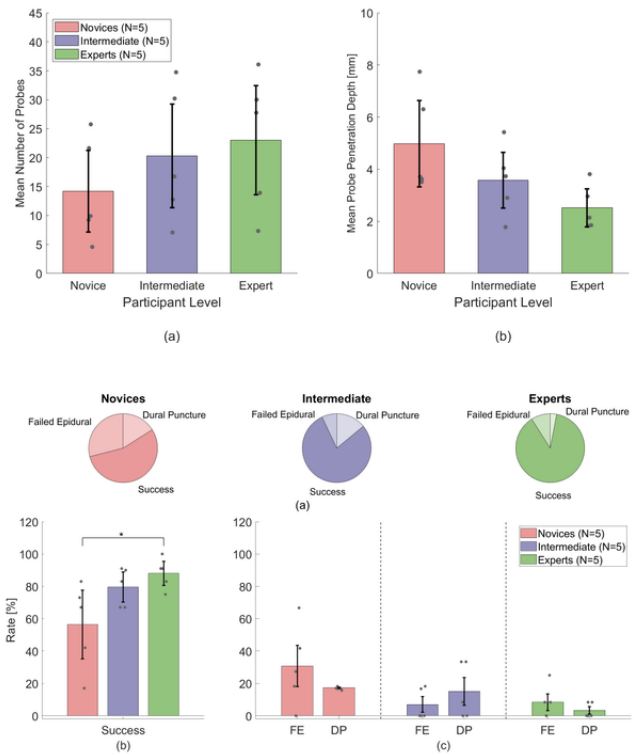 45
40
35
30
25
20
15
10
5
0
Mean Number of Probes
Novices (N=5)
Intermediate (N=5)
Experts (N=5)
Novice Intermediate Expert
Participant Level
(a)
10
8
6
4
2
0
Mean Probe Penetration Depth [mm]
Novice Intermediate Expert
Participant Level
(b)
Novices
Failed Epidural Dural Puncture
Success
Intermediate
Failed Epidural Dural Puncture
Success
Experts
Failed Epidural Dural Puncture
Success
(a)
120
100
80
60
40
20
0
Rate [%]
*
Success
(b)
120
100
80
60
40
20
0
Novices (N=5)
Intermediate (N=5)
Experts (N=5)
FE DP FE DP FE DP
(c)